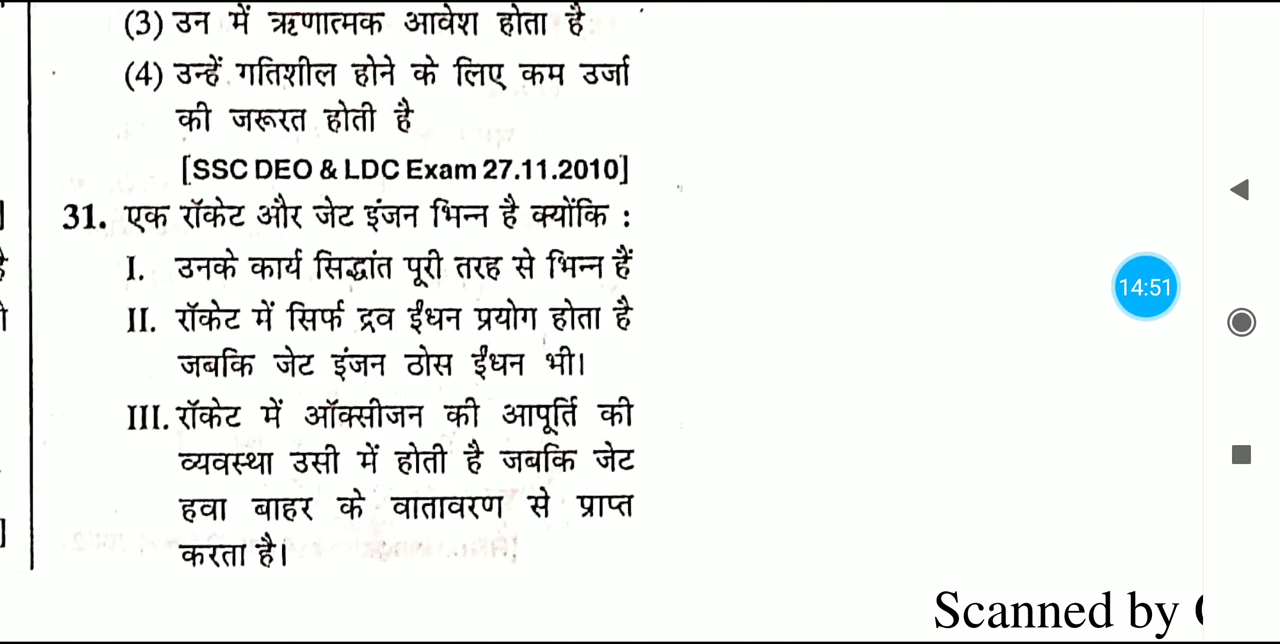 (3) उन में ऋणात्मक आवेश होता है
(4) उन्हें गतिशील होने के लिए कम उर्जा
की जरूरत होती है
[SSC DEO & LDC Exam 27.11.2010]
31. एक रॉकेट और जेट इंजन भिन्न है क्योंकि :
I. उनके कार्य सिद्धांत पूरी तरह से भिन्न हैं
II. रॉकेट में सिर्फ द्रव ईंधन प्रयोग होता है
जबकि जेट इंजन ठोस ईंधन भी।
III. रॉकेट में ऑक्सीजन की आपूर्ति की
व्यवस्था उसी में होती है जबकि जेट
हवा बाहर के वातावरण से प्राप्त
करता है।
14:51
Scanned by